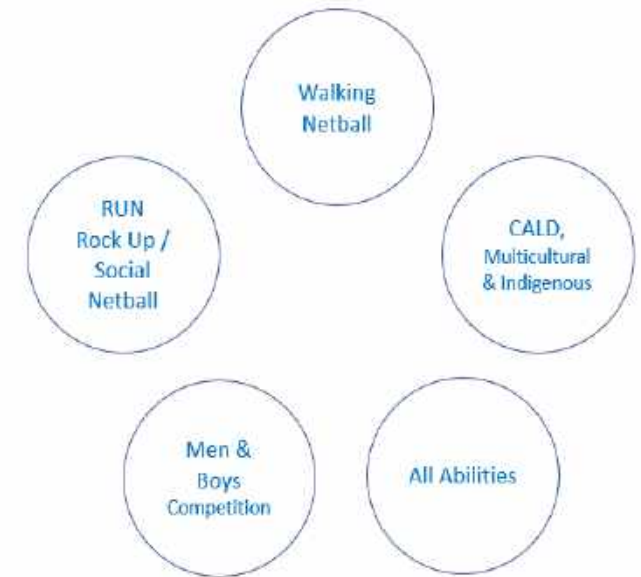 Walking
Netball
RUN
Rock Up /
Social
Netball
CALD,
Multicultural
& Indigenous
Men &
Boys
Competition
All Abilities